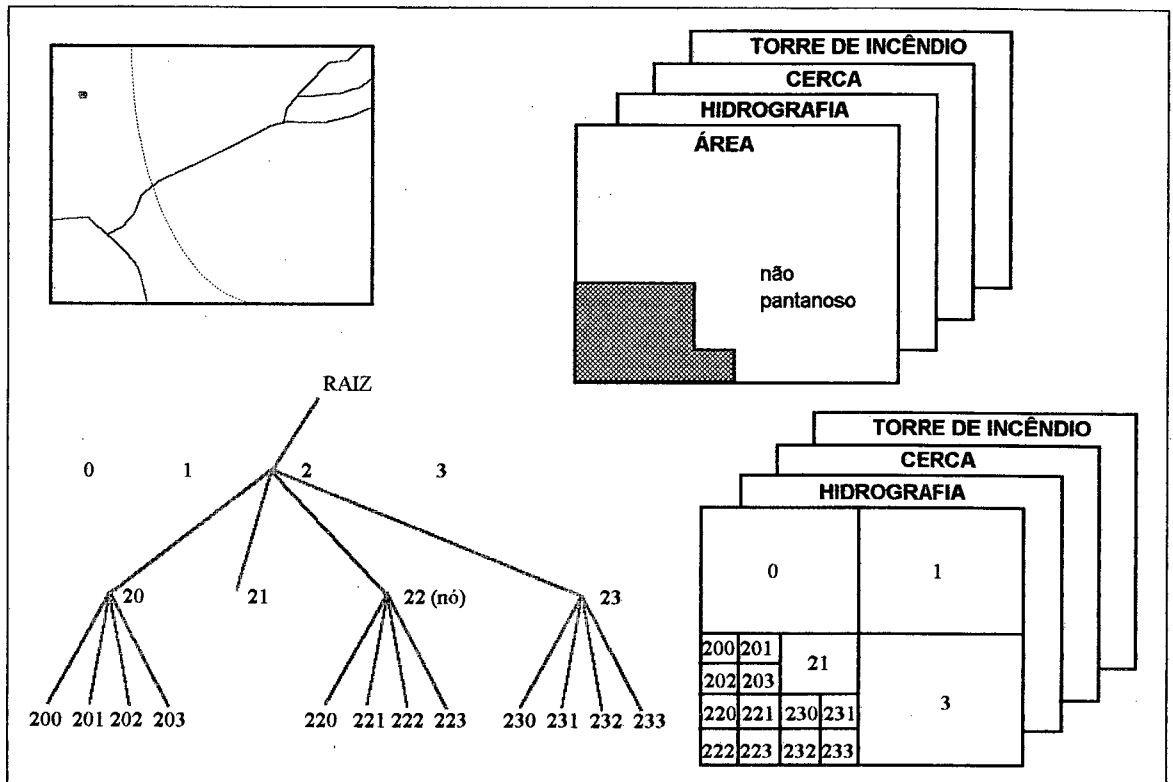 TORRE DE INCÊNDIO
CERCA
HIDROGRAFIA
ÁREA
não
pantanoso
RAIZ
0 1 2 3
20 21 22 (nó) 23
200 201 202 203 220 221 222 223 230 231 232 233
TORRE DE INCÊNDIO
CERCA
HIDROGRAFIA
0 1
200 201 21
202 203
3
220 221 230 231
222 223 232 233